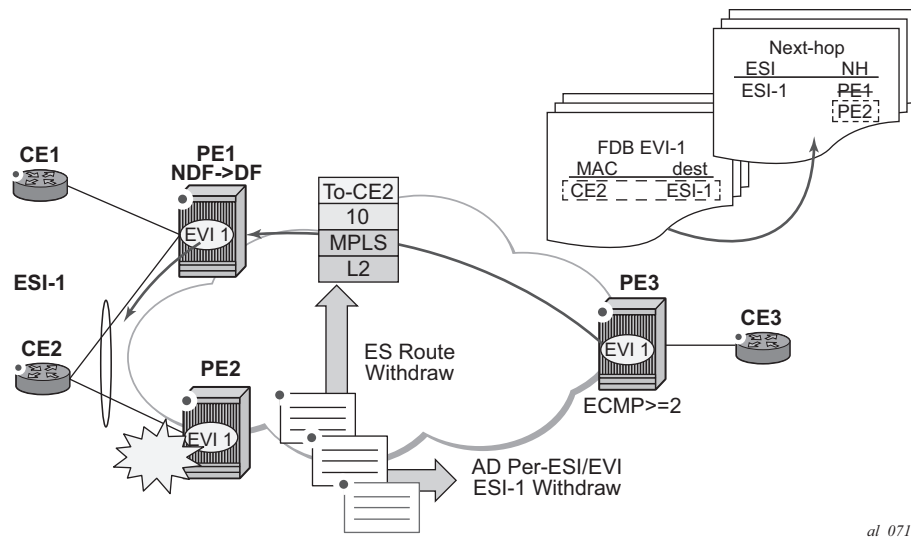 Next-hop
ESI NH
ESI-1 PE1
PE2
FDB EVI-1
MAC dest
CE2 ESI-1
CE1
PE1
NDF->DF
EVI 1
To-CE2
10
MPLS
L2
ESI-1
CE2
PE2
EVI 1
ES Route
Withdraw
AD Per-ESI/EVI
ESI-1 Withdraw
PE3
EVI 1
ECMP>=2
CE3
al_071